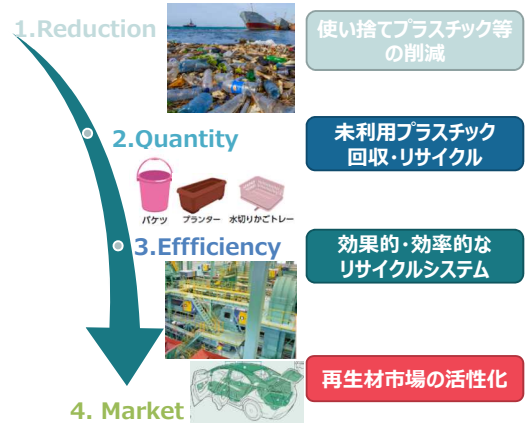 1.Reduction
使い捨てプラスチック等
の削減
2.Quantity
未利用プラスチック
回収・リサイクル
バケツ
プランター
水切りかごトレー
3.Effficiency
効果的・効率的な
リサイクルシステム
4. Market
再生材市場の活性化